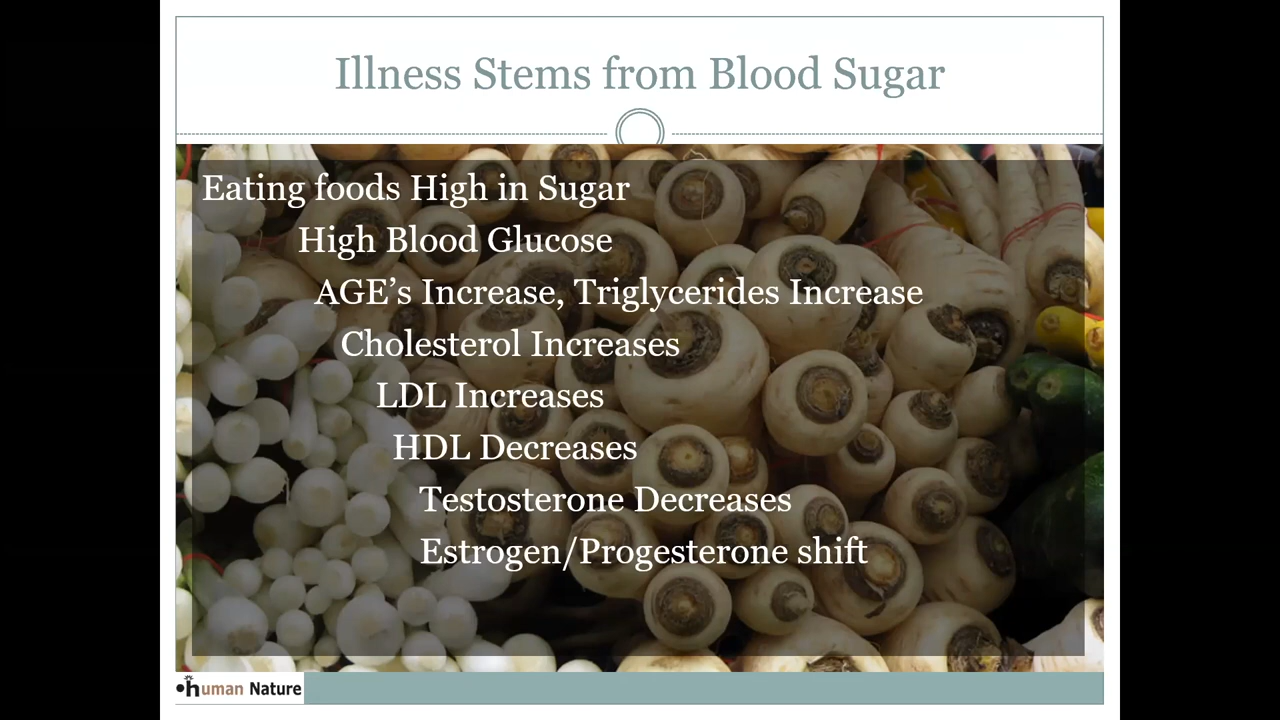 Illness Stems from Blood Sugar
Eating foods High in Sugar
High Blood Glucose
AGE’s Increase, Triglycerides Increase
Cholesterol Increases
LDL Increases
HDL Decreases
Testosterone Decreases
Estrogen/Progesterone shift
human Nature